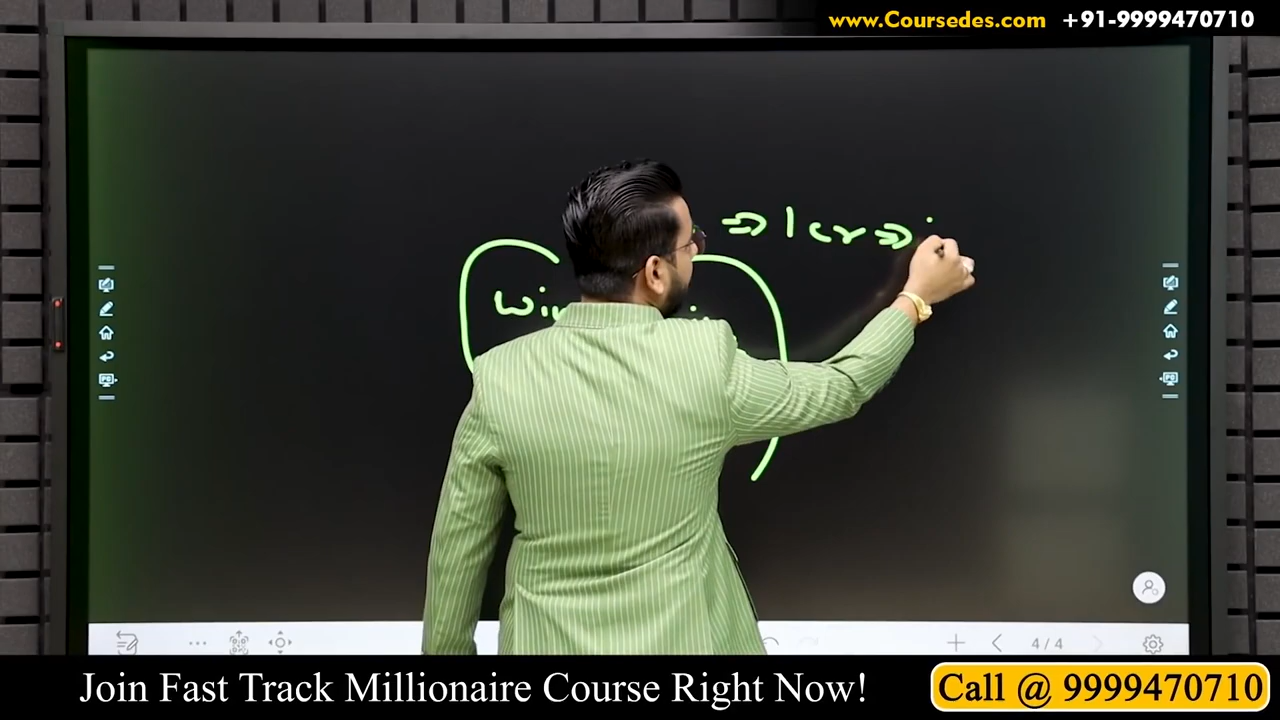 www.Coursedes.com +91-9999470710
⇒ 1 cr ⇒
4 / 4
Join Fast Track Millionaire Course Right Now!
Call @ 9999470710